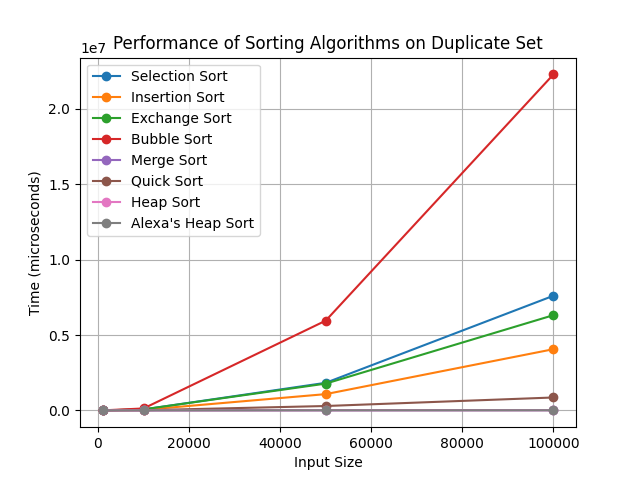 Performance of Sorting Algorithms on Duplicate Set
1e7
Selection Sort
Insertion Sort
Exchange Sort
Bubble Sort
Merge Sort
Quick Sort
Heap Sort
Alexa's Heap Sort
Time (microseconds)
2.0
1.5
1.0
0.5
0.0
0 20000 40000 60000 80000 100000
Input Size